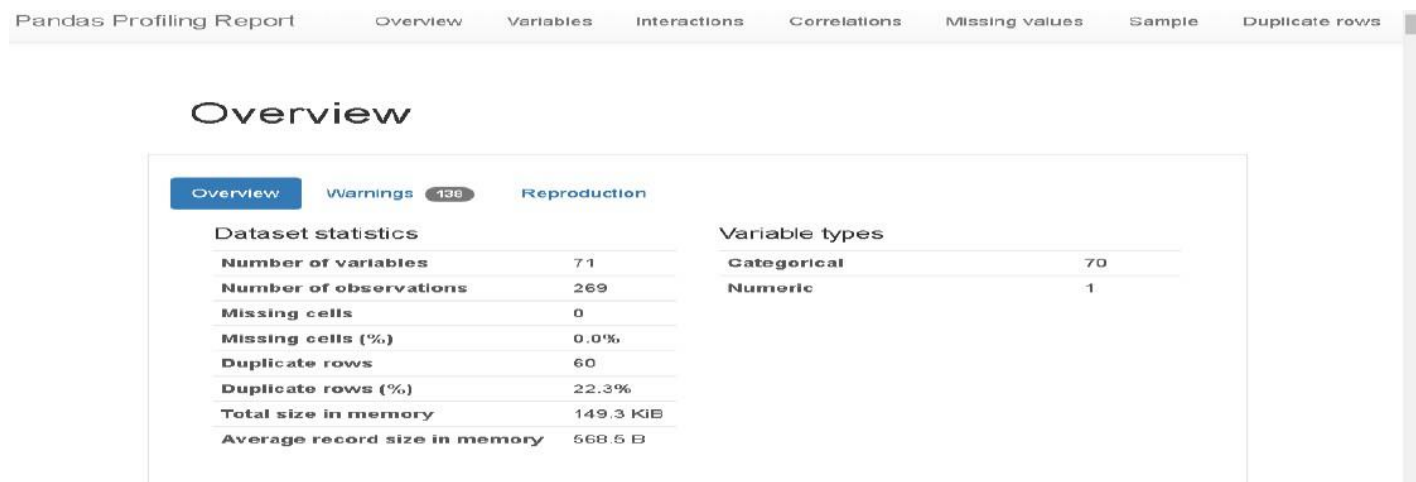 Pandas Profiling Report Overview Variables Interactions Correlations Missing values Sample Duplicate rows
Overview
Overview Warnings 138 Reproduction
Dataset statistics
Number of variables 71
Number of observations 269
Missing cells 0
Missing cells (%) 0.0%
Duplicate rows 60
Duplicate rows (%) 22.3%
Total size in memory 149.3 KiB
Average record size in memory 568.5 B
Variable types
Categorical 70
Numeric 1